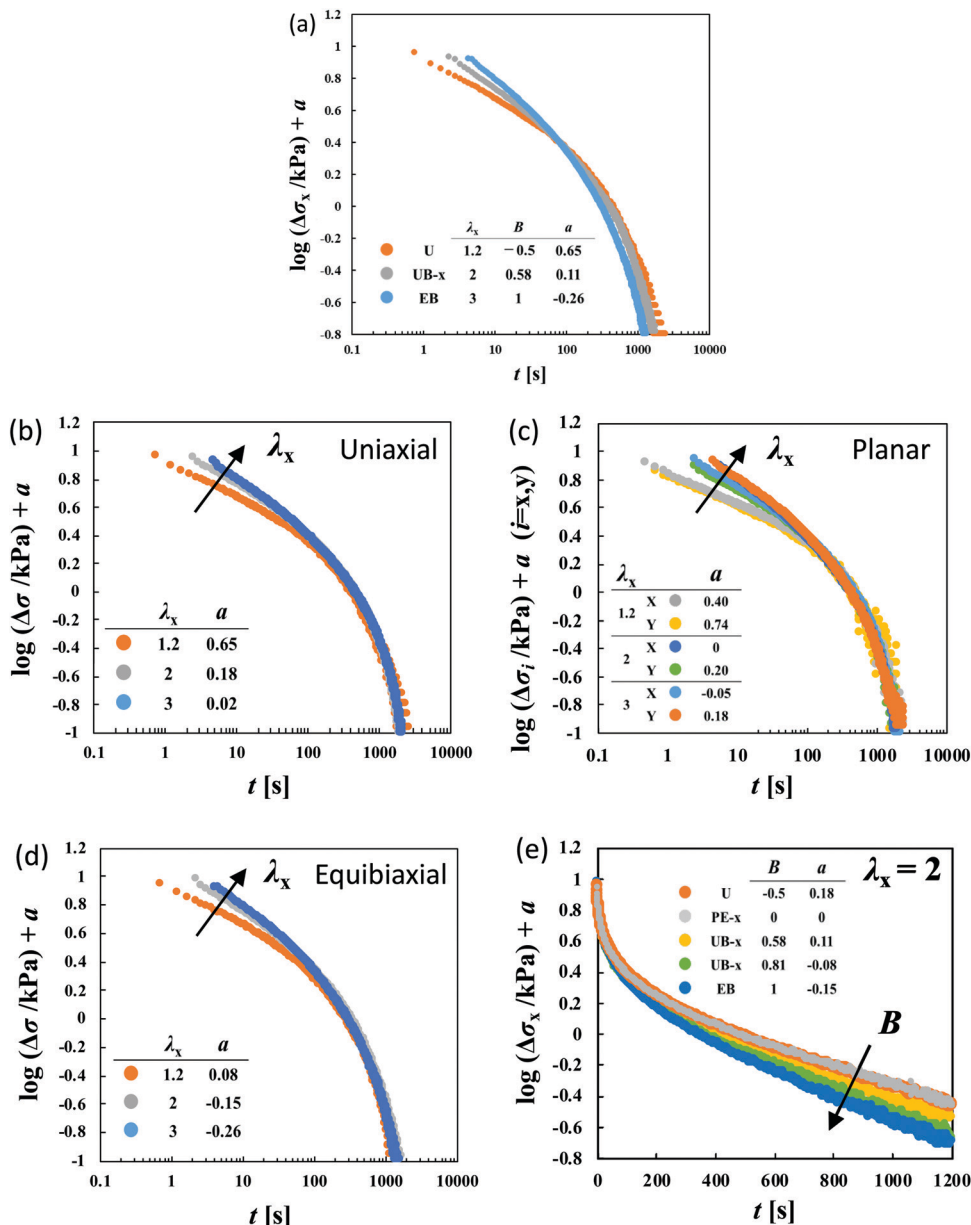 (a)
1.2
1
0.8
0.6
0.4
0.2
0
-0.2
-0.4
-0.6
-0.8
log (Δσx /kPa) + a
λx B a
U 1.2 −0.5 0.65
UB-x 2 0.58 0.11
EB 3 1 -0.26
0.1 1 10 100 1000 10000
t [s]
(b)
Uniaxial
λx
1.2
1
0.8
0.6
0.4
0.2
0
-0.2
-0.4
-0.6
-0.8
-1
log (Δσ /kPa) + a
λx a
1.2 0.65
2 0.18
3 0.02
0.1 1 10 100 1000 10000
t [s]
(c)
Planar
λx
1.2
1
0.8
0.6
0.4
0.2
0
-0.2
-0.4
-0.6
-0.8
-1
log (Δσi /kPa) + a (i=x,y)
λx a
1.2 X 0.40
Y 0.74
2 X 0
Y 0.20
3 X -0.05
Y 0.18
0.1 1 10 100 1000 10000
t [s]
(d)
Equibiaxial
λx
1.2
1
0.8
0.6
0.4
0.2
0
-0.2
-0.4
-0.6
-0.8
-1
log (Δσ /kPa) + a
λx a
1.2 0.08
2 -0.15
3 -0.26
0.1 1 10 100 1000 10000
t [s]
(e)
λx = 2
1.2
1
0.8
0.6
0.4
0.2
0
-0.2
-0.4
-0.6
-0.8
log (Δσx /kPa) + a
B a
U -0.5 0.18
PE-x 0 0
UB-x 0.58 0.11
UB-x 0.81 -0.08
EB 1 -0.15
B
0 200 400 600 800 1000 1200
t [s]